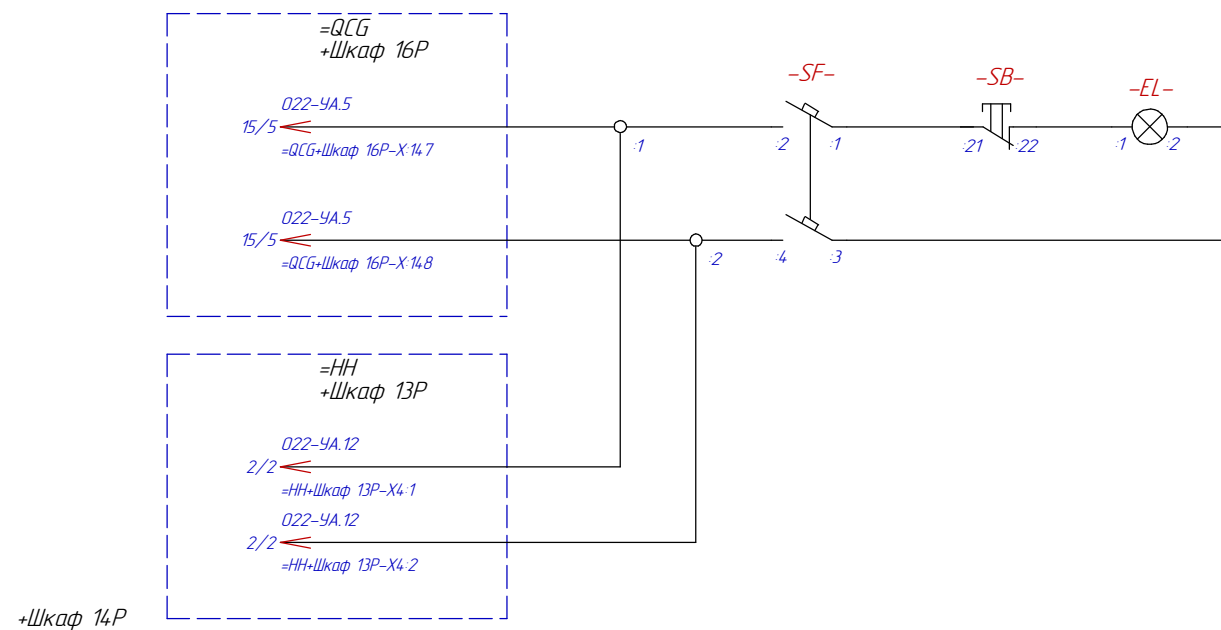 =QCG
+Шкаф 16Р
-SF-
-SB-
-EL-
022-УА.5
15/5
=QCG+Шкаф 16Р-Х:147
:1
:2
:1
:21
:22
:1
:2
022-УА.5
15/5
=QCG+Шкаф 16Р-Х:148
:2
:4
:3
=НН
+Шкаф 13Р
022-УА.12
2/2
=НН+Шкаф 13Р-Х4:1
022-УА.12
2/2
=НН+Шкаф 13Р-Х4:2
+Шкаф 14Р